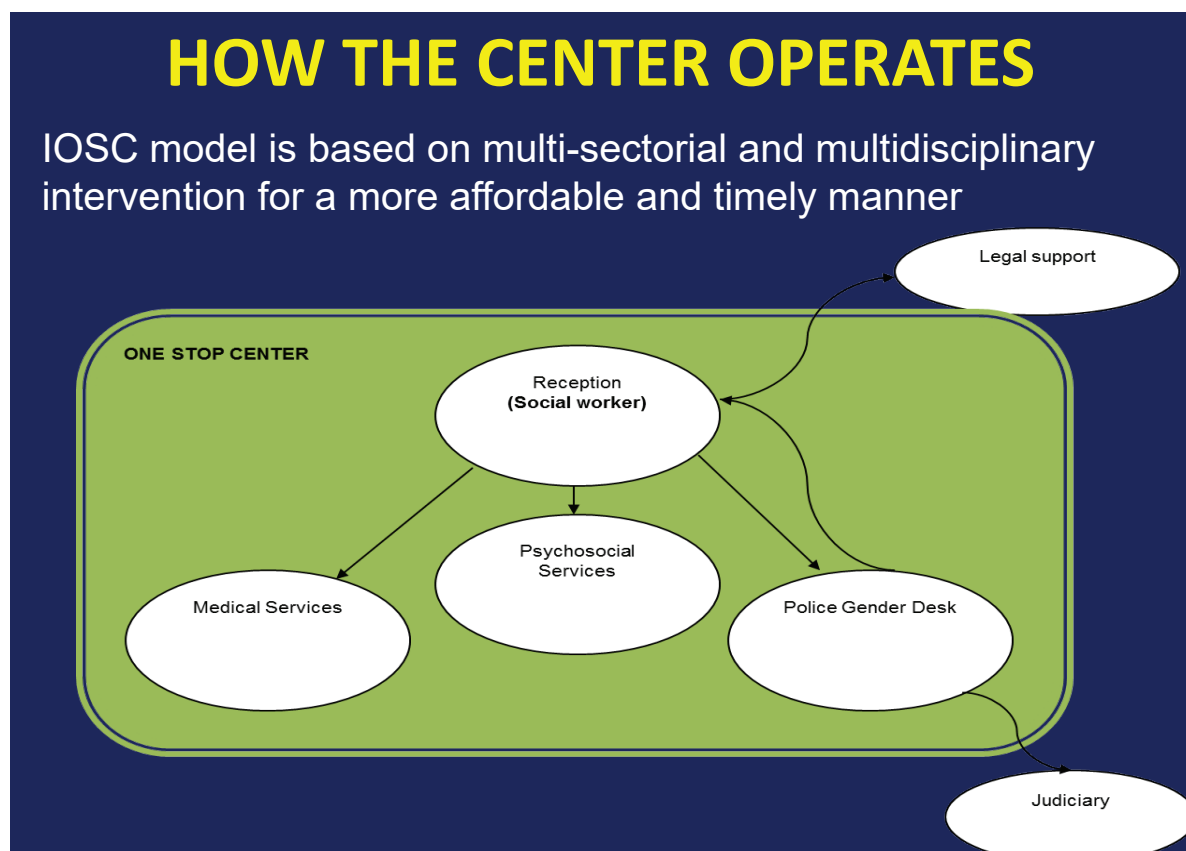 HOW THE CENTER OPERATES
IOSC model is based on multi-sectorial and multidisciplinary
intervention for a more affordable and timely manner
Legal support
ONE STOP CENTER
Reception
(Social worker)
Psychosocial
Services
Medical Services
Police Gender Desk
Judiciary